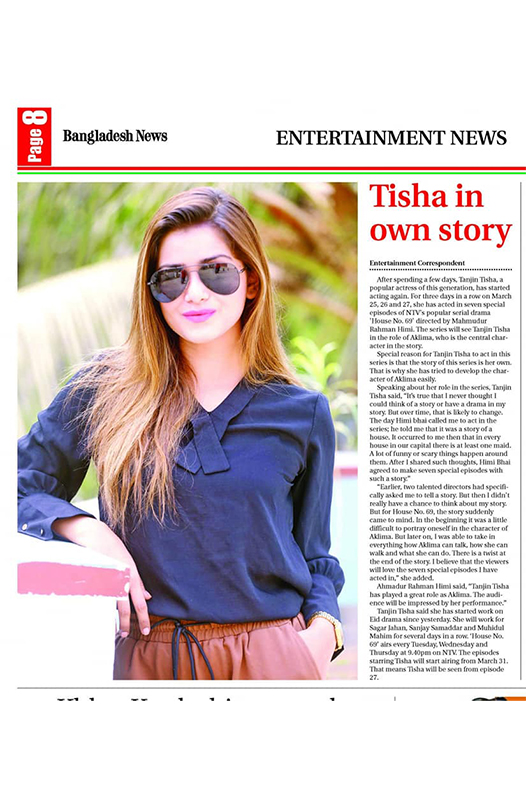 Page 8
Bangladesh News
ENTERTAINMENT NEWS
Tisha in
own story
Entertainment Correspondent
After spending a few days, Tanjin Tisha, a
popular actress of this generation, has started
acting again. For three days in a row on March
25, 26 and 27, she has acted in seven special
episodes of NTV's popular serial drama
'House No. 69' directed by Mahmudur
Rahman Himi. The series will see Tanjin Tisha
in the role of Aklima, who is the central char-
acter in the story.
Special reason for Tanjin Tisha to act in this
series is that the story of this series is her own.
That is why she has tried to develop the char-
acter of Aklima easily.
Speaking about her role in the series, Tanjin
Tisha said, "It's true that I never thought I
could think of a story or have a drama in my
story. But over time, that is likely to change.
The day Himi bhai called me to act in the
series; he told me that it was a story of a
house. It occurred to me then that in every
house in our capital there is at least one maid.
A lot of funny or scary things happen around
them. After I shared such thoughts, Himi Bhai
agreed to make seven special episodes with
such a story."
"Earlier, two talented directors had specifi-
cally asked me to tell a story. But then I didn't
really have a chance to think about my story.
But for House No. 69, the story suddenly
came to mind. In the beginning it was a little
difficult to portray oneself in the character of
Aklima. But later on, I was able to take in
everything how Aklima can talk, how she can
walk and what she can do. There is a twist at
the end of the story. I believe that the viewers
will love the seven special episodes I have
acted in," she added.
Ahmadur Rahman Himi said, "Tanjin Tisha
has played a great role as Aklima. The audi-
ence will be impressed by her performance."
Tanjin Tisha said she has started work on
Eid drama since yesterday. She will work for
Sagar Jahan, Sanjay Samaddar and Muhidul
Mahim for several days in a row. 'House No.
69' airs every Tuesday, Wednesday and
Thursday at 9.40pm on NTV. The episodes
starring Tisha will start airing from March 31.
That means Tisha will be seen from episode
27.